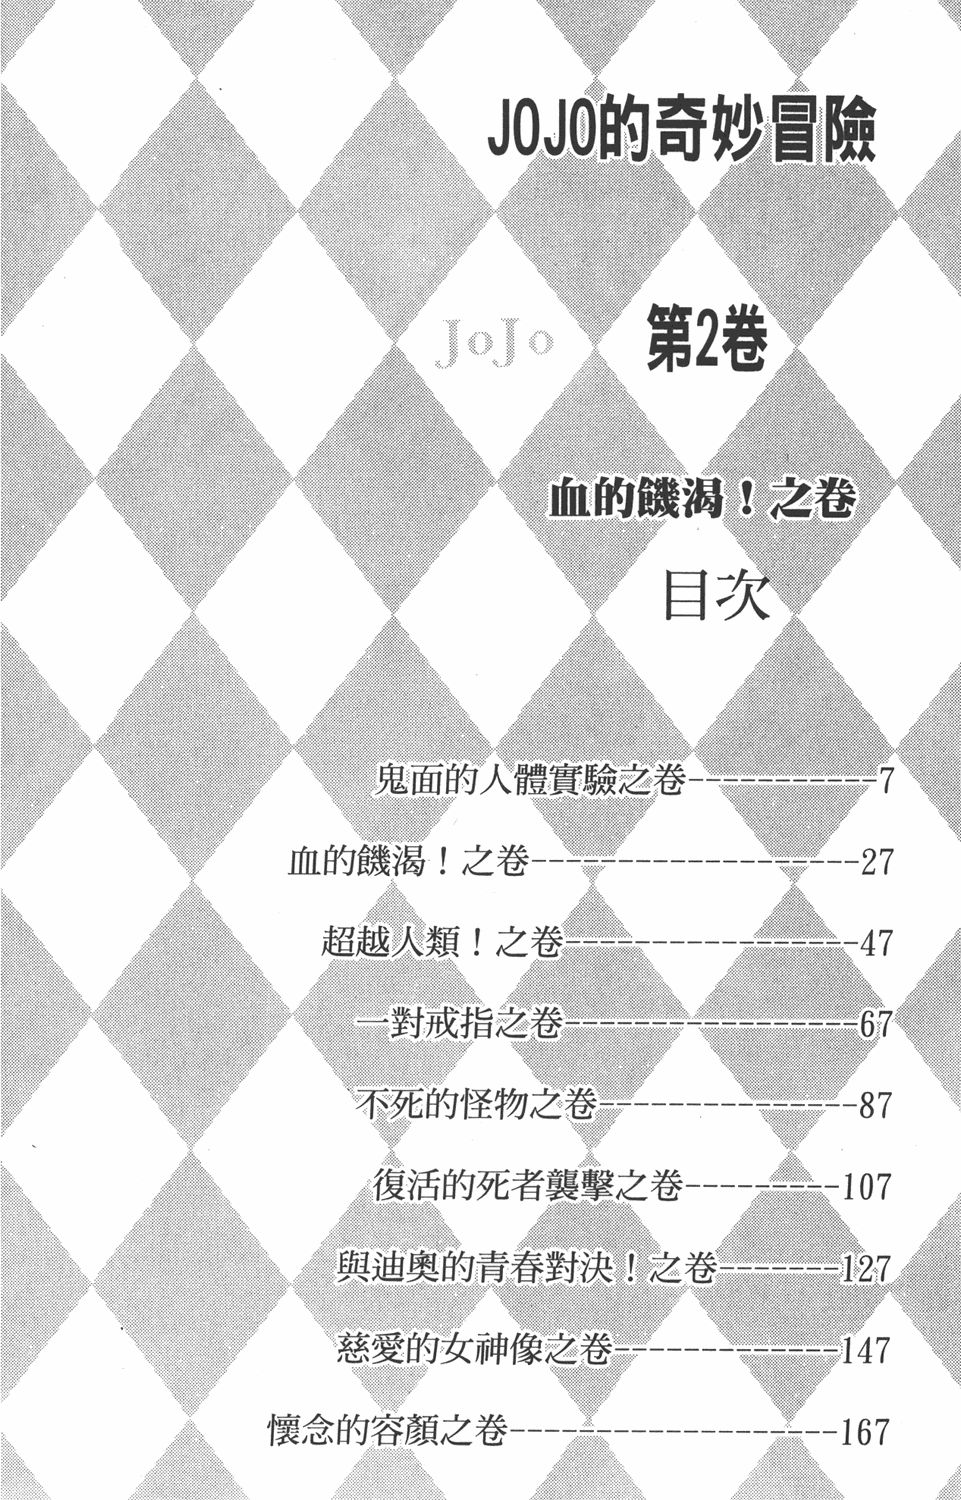 JOJO的奇妙冒險
JoJo
第2卷
血的饑渴！之卷
目次
鬼面的人體實驗之卷-----------7
血的饑渴！之卷-------------------27
超越人類！之卷-----------------47
一對戒指之卷-----------------67
不死的怪物之卷---------------87
復活的死者襲擊之卷---------107
與迪奧的青春對決！之卷-------127
慈愛的女神像之卷-------------147
懷念的容顏之卷-------------------167